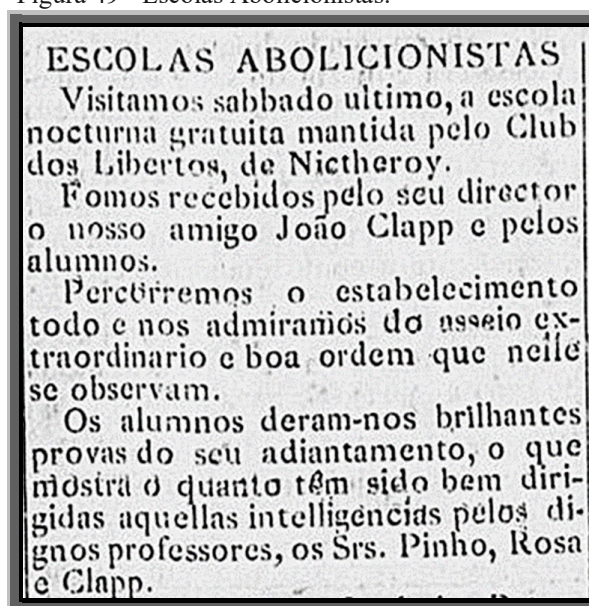 Figura 49 - Escolas Abolicionistas.
ESCOLAS ABOLICIONISTAS
Visitamos sabbado ultimo, a escola
nocturna gratuita mantida pelo Club
dos Libertos, de Nictheroy.
Fomos recebidos pelo seu director
o nosso amigo João Clapp e pelos
alumnos.
Percorremos o estabelecimento
todo e nos admiramos do asseio ex-
traordinario e boa ordem que nelle
se observam.
Os alumnos deram-nos brilhantes
provas do seu adiantamento, o que
mostra o quanto têm sido bem diri-
gidas aquellas intelligencias pelos di-
gnos professores, os Srs. Pinho, Rosa
e Clapp.